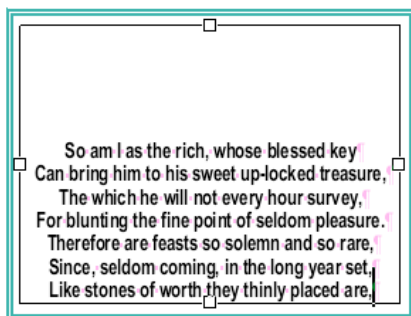 So am I as the rich, whose blessed key
Can bring him to his sweet up-locked treasure,
The which he will not every hour survey,
For blunting the fine point of seldom pleasure.
Therefore are feasts so solemn and so rare,
Since, seldom coming, in the long year set,
Like stones of worth they thinly placed are,